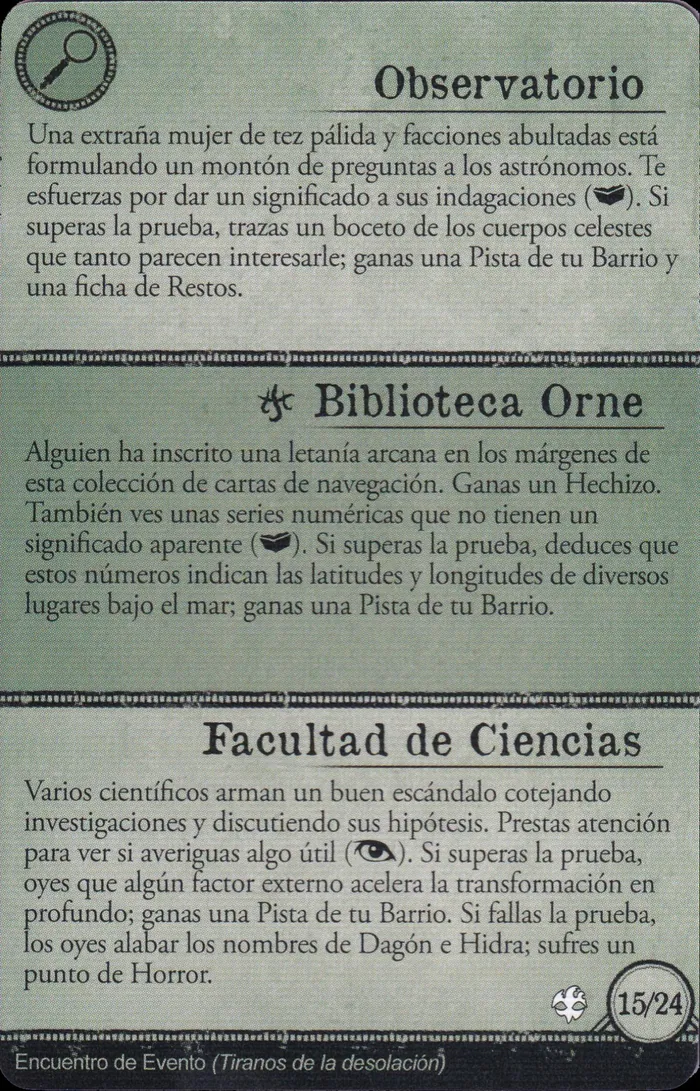 Observatorio
Una extraña mujer de tez pálida y facciones abultadas está
formulando un montón de preguntas a los astrónomos. Te
esfuerzas por dar un significado a sus indagaciones (). Si
superas la prueba, trazas un boceto de los cuerpos celestes
que tanto parecen interesarle; ganas una Pista de tu Barrio y
una ficha de Restos.
Biblioteca Orne
Alguien ha inscrito una letanía arcana en los márgenes de
esta colección de cartas de navegación. Ganas un Hechizo.
También ves unas series numéricas que no tienen un
significado aparente (). Si superas la prueba, deduces que
estos números indican las latitudes y longitudes de diversos
lugares bajo el mar; ganas una Pista de tu Barrio.
Facultad de Ciencias
Varios científicos arman un buen escándalo cotejando
investigaciones y discutiendo sus hipótesis. Prestas atención
para ver si averiguas algo útil (). Si superas la prueba,
oyes que algún factor externo acelera la transformación en
profundo; ganas una Pista de tu Barrio. Si fallas la prueba,
los oyes alabar los nombres de Dagón e Hidra; sufres un
punto de Horror.
15/24
Encuentro de Evento (Tiranos de la desolación)